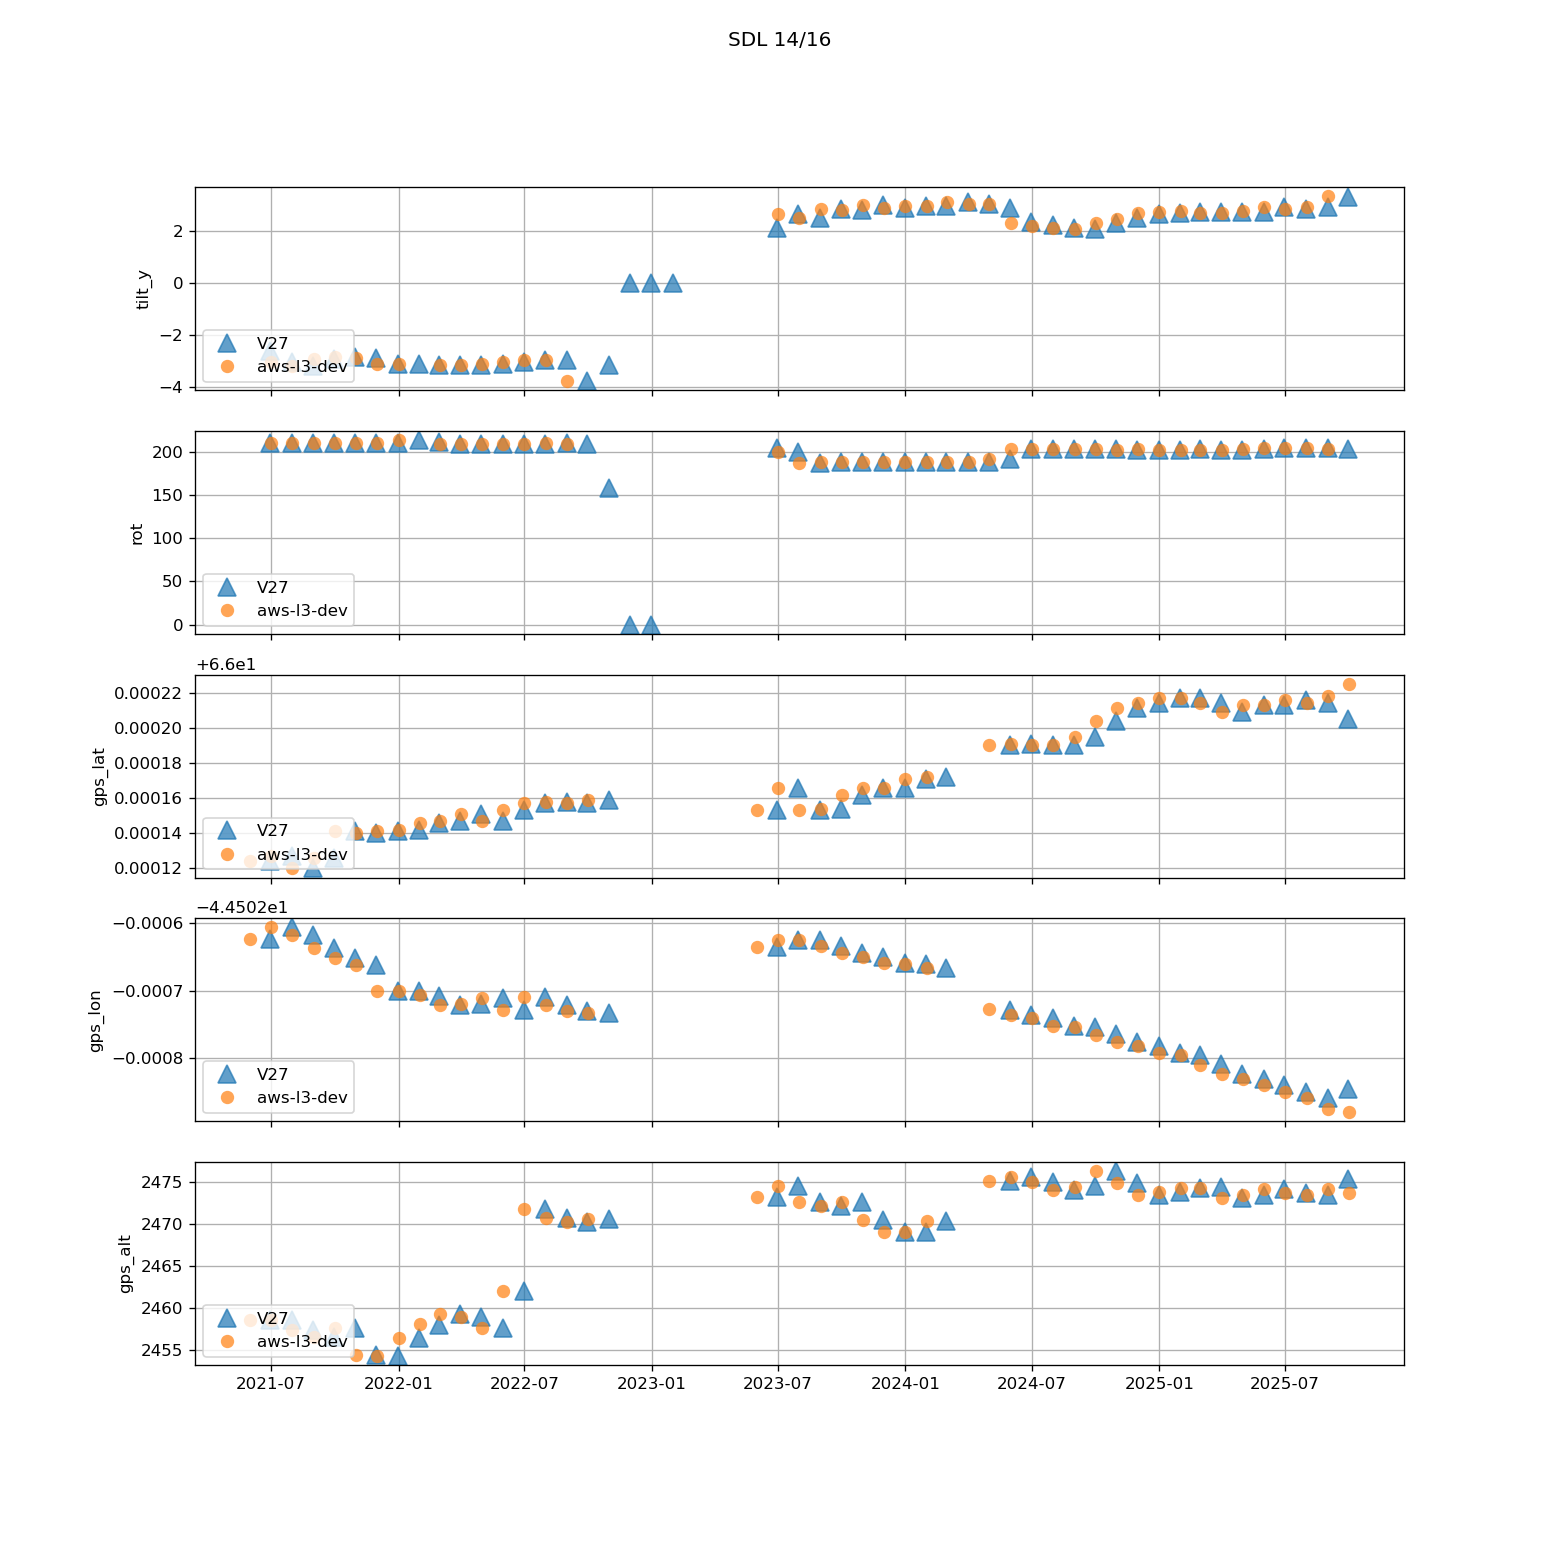 SDL 14/16
2
0
−2
−4
tilt_y
V27
aws-l3-dev
200
150
100
50
0
rot
V27
aws-l3-dev
+6.6e1
0.00022
0.00020
0.00018
0.00016
0.00014
0.00012
gps_lat
V27
aws-l3-dev
−4.4502e1
−0.0006
−0.0007
−0.0008
gps_lon
V27
aws-l3-dev
2475
2470
2465
2460
2455
gps_alt
V27
aws-l3-dev
2021-07 2022-01 2022-07 2023-01 2023-07 2024-01 2024-07 2025-01 2025-07